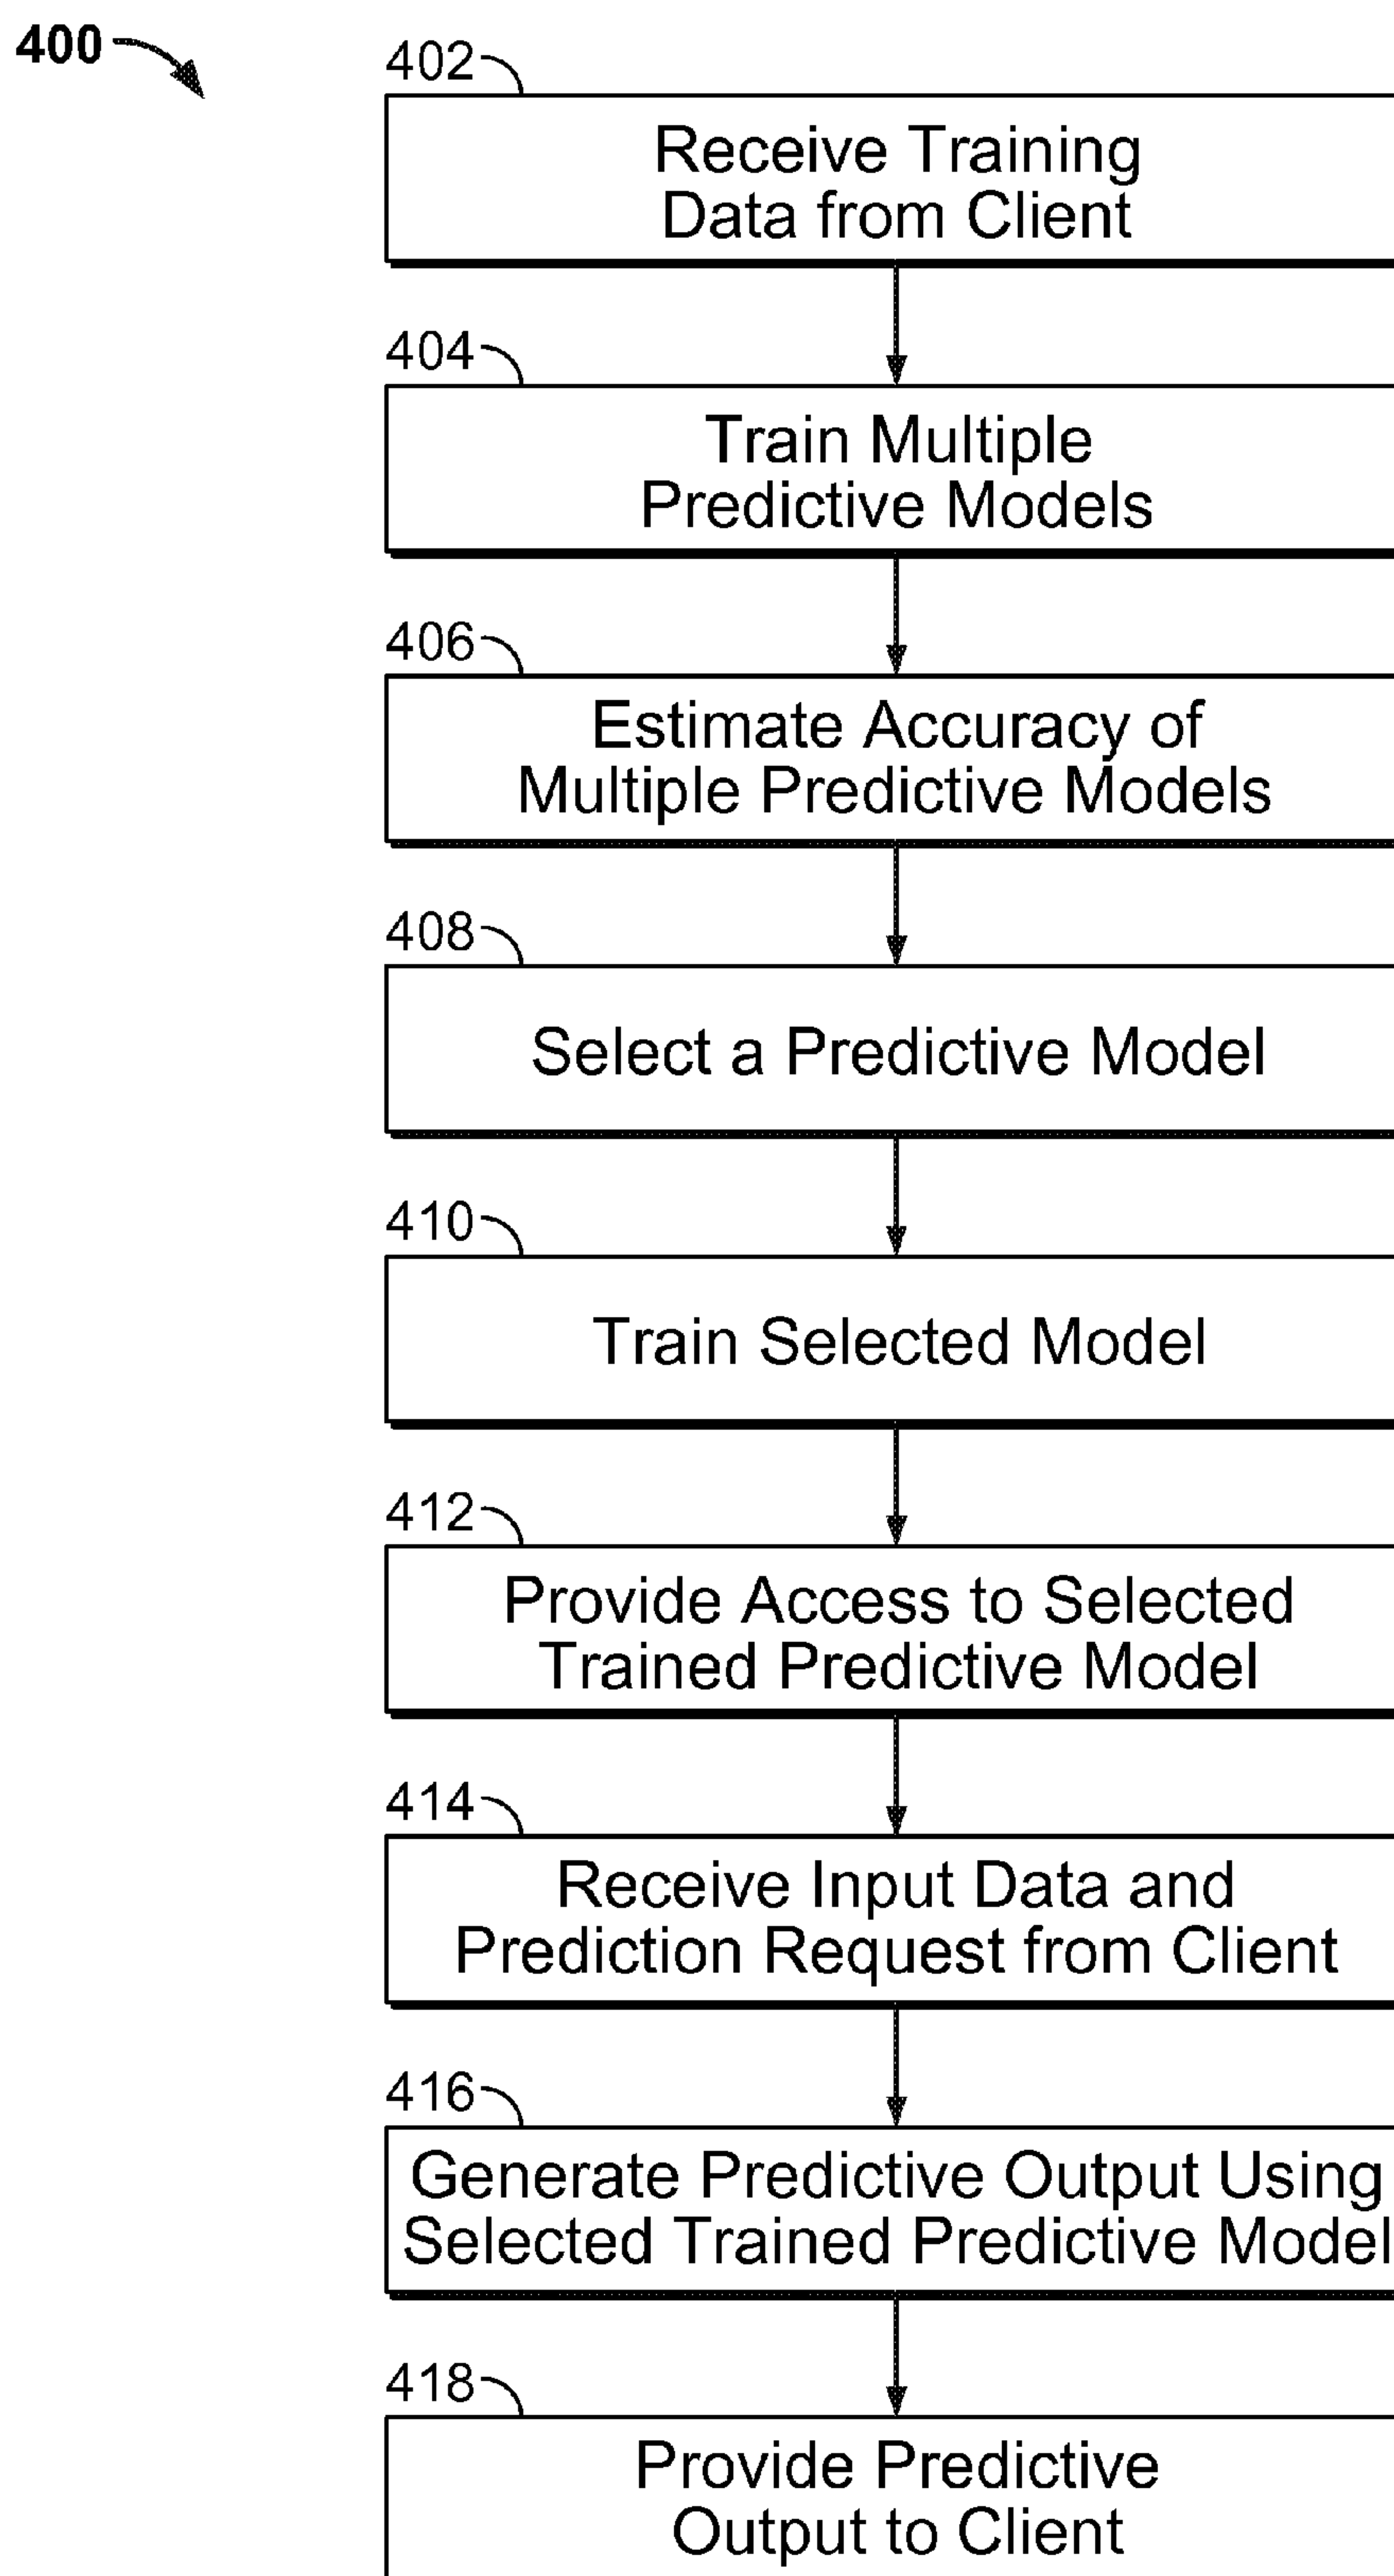 400
402
Receive Training
Data from Client
404
Train Multiple
Predictive Models
406
Estimate Accuracy of
Multiple Predictive Models
408
Select a Predictive Model
410
Train Selected Model
412
Provide Access to Selected
Trained Predictive Model
414
Receive Input Data and
Prediction Request from Client
416
Generate Predictive Output Using
Selected Trained Predictive Model
418
Provide Predictive
Output to Client